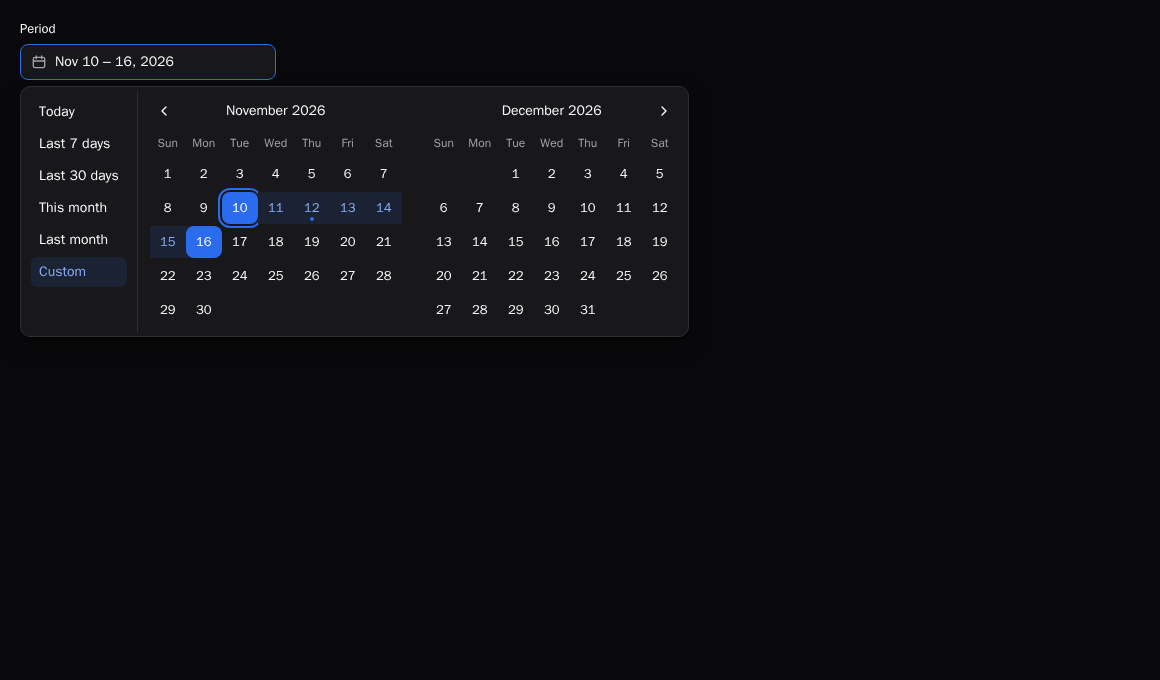 Period
Nov 10 – 16, 2026
Today
Last 7 days
Last 30 days
This month
Last month
Custom
November 2026
Sun Mon Tue Wed Thu Fri Sat
1 2 3 4 5 6 7
8 9 10 11 12 13 14
15 16 17 18 19 20 21
22 23 24 25 26 27 28
29 30
December 2026
Sun Mon Tue Wed Thu Fri Sat
1 2 3 4 5
6 7 8 9 10 11 12
13 14 15 16 17 18 19
20 21 22 23 24 25 26
27 28 29 30 31